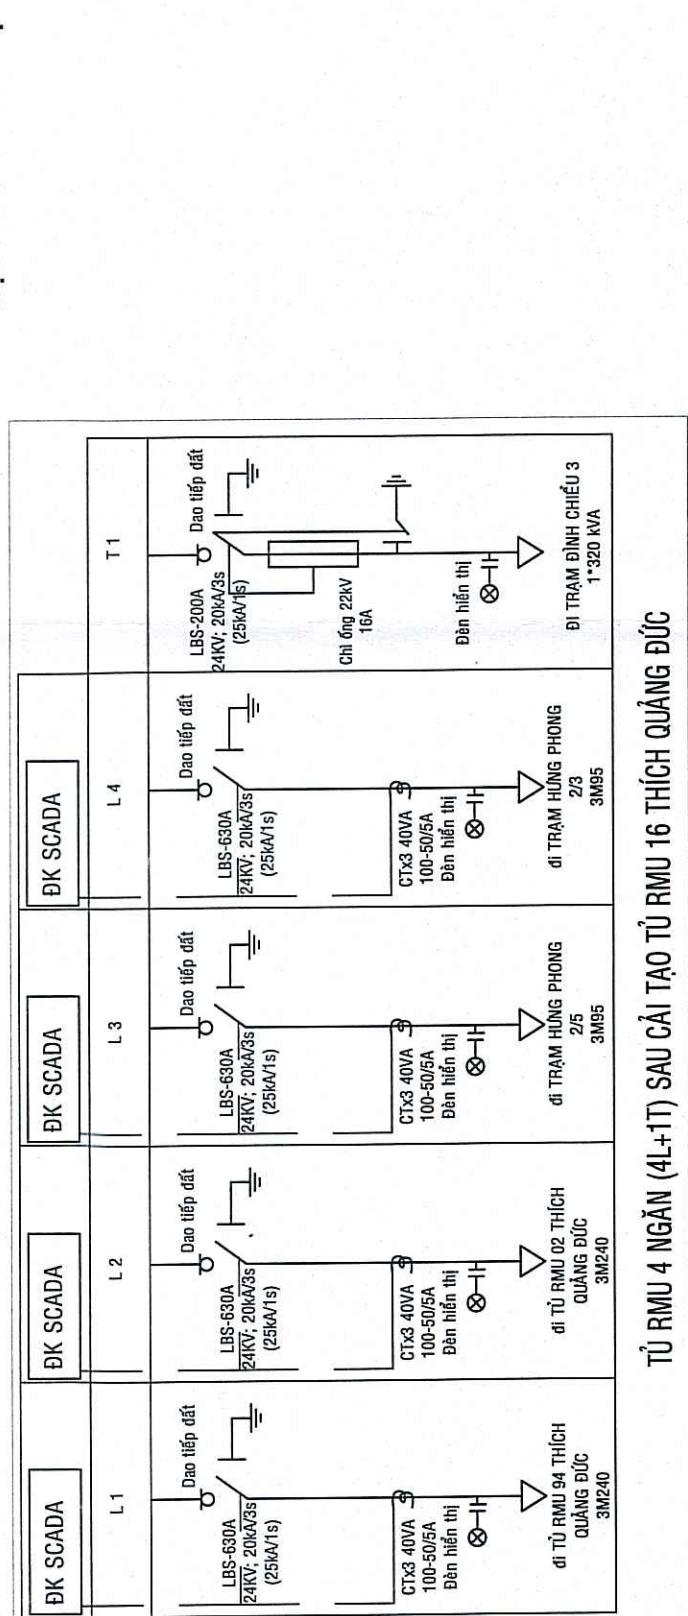 ĐK SCADA
ĐK SCADA
ĐK SCADA
ĐK SCADA
L 1
L 2
L 3
L 4
T 1
Dao tiếp đất
LBS-630A
24KV; 20kA/3s
(25kA/1s)
CTx3 40VA
100-50/5A
Đèn hiển thị
đi TỦ RMU 94 THÍCH
QUẢNG ĐỨC
3M240
Dao tiếp đất
LBS-630A
24KV; 20kA/3s
(25kA/1s)
CTx3 40VA
100-50/5A
Đèn hiển thị
đi TỦ RMU 02 THÍCH
QUẢNG ĐỨC
3M240
Dao tiếp đất
LBS-630A
24KV; 20kA/3s
(25kA/1s)
CTx3 40VA
100-50/5A
Đèn hiển thị
đi TRẠM HƯNG PHONG
2/5
3M95
Dao tiếp đất
LBS-630A
24KV; 20kA/3s
(25kA/1s)
CTx3 40VA
100-50/5A
Đèn hiển thị
đi TRẠM HƯNG PHONG
2/3
3M95
Dao tiếp đất
LBS-200A
24KV; 20kA/3s
(25kA/1s)
Chì ống 22kV
16A
Đèn hiển thị
ĐI TRẠM ĐÌNH CHIỂU 3
1*320 kVA
TỦ RMU 4 NGĂN (4L+1T) SAU CẢI TẠO TỦ RMU 16 THÍCH QUẢNG ĐỨC